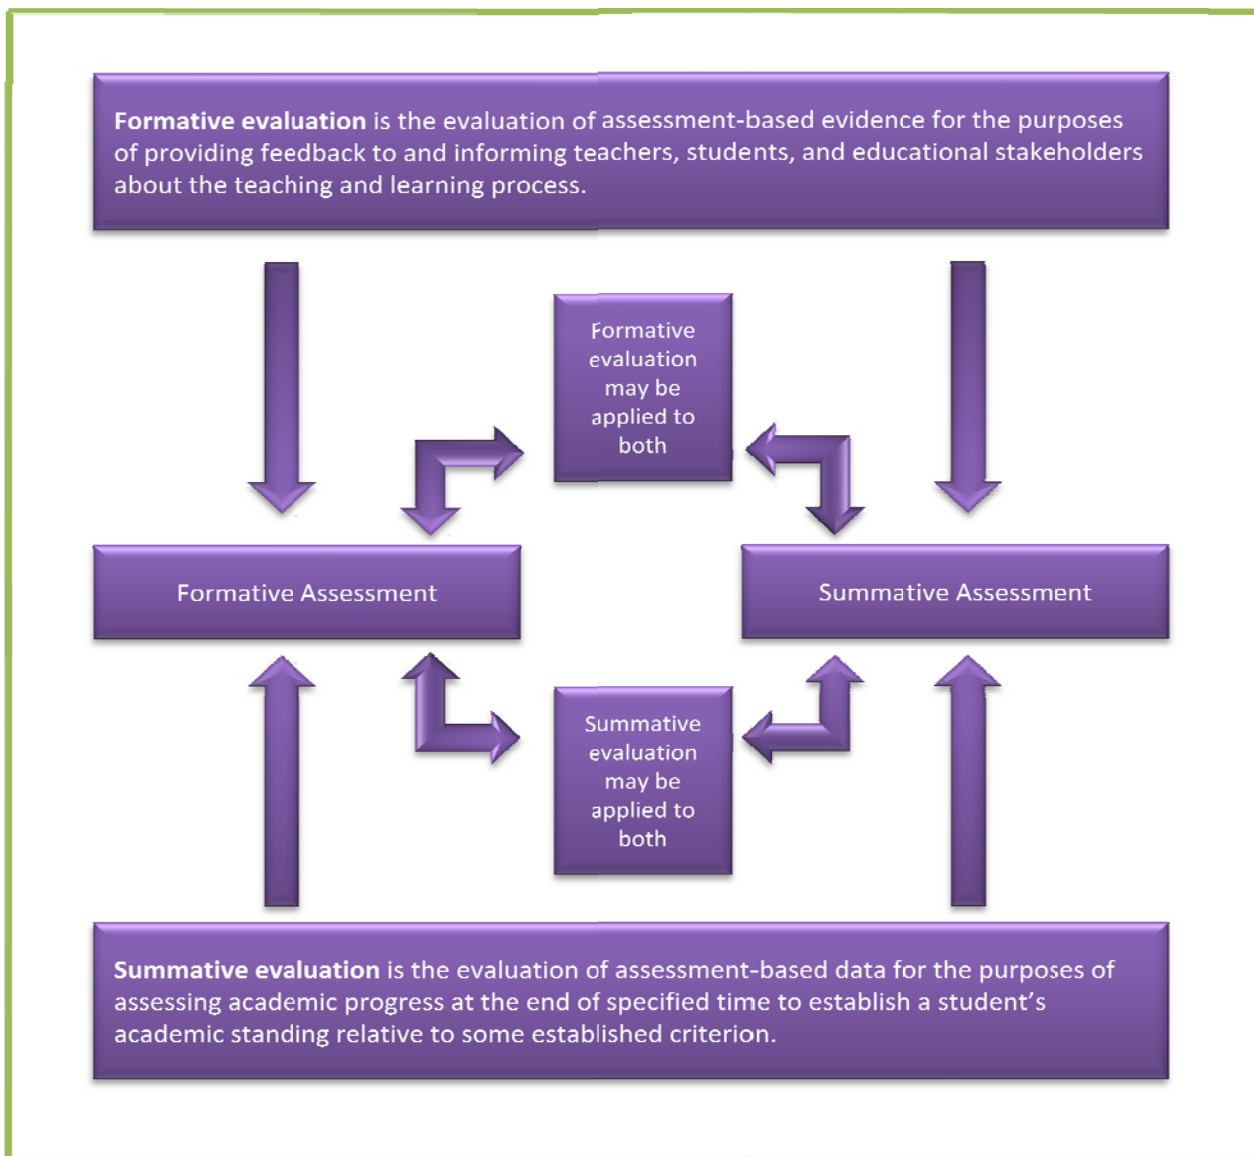 Formative evaluation is the evaluation of assessment-based evidence for the purposes
of providing feedback to and informing teachers, students, and educational stakeholders
about the teaching and learning process.
Formative
evaluation
may be
applied to
both
Formative Assessment
Summative Assessment
Summative
evaluation
may be
applied to
both
Summative evaluation is the evaluation of assessment-based data for the purposes of
assessing academic progress at the end of specified time to establish a student’s
academic standing relative to some established criterion.